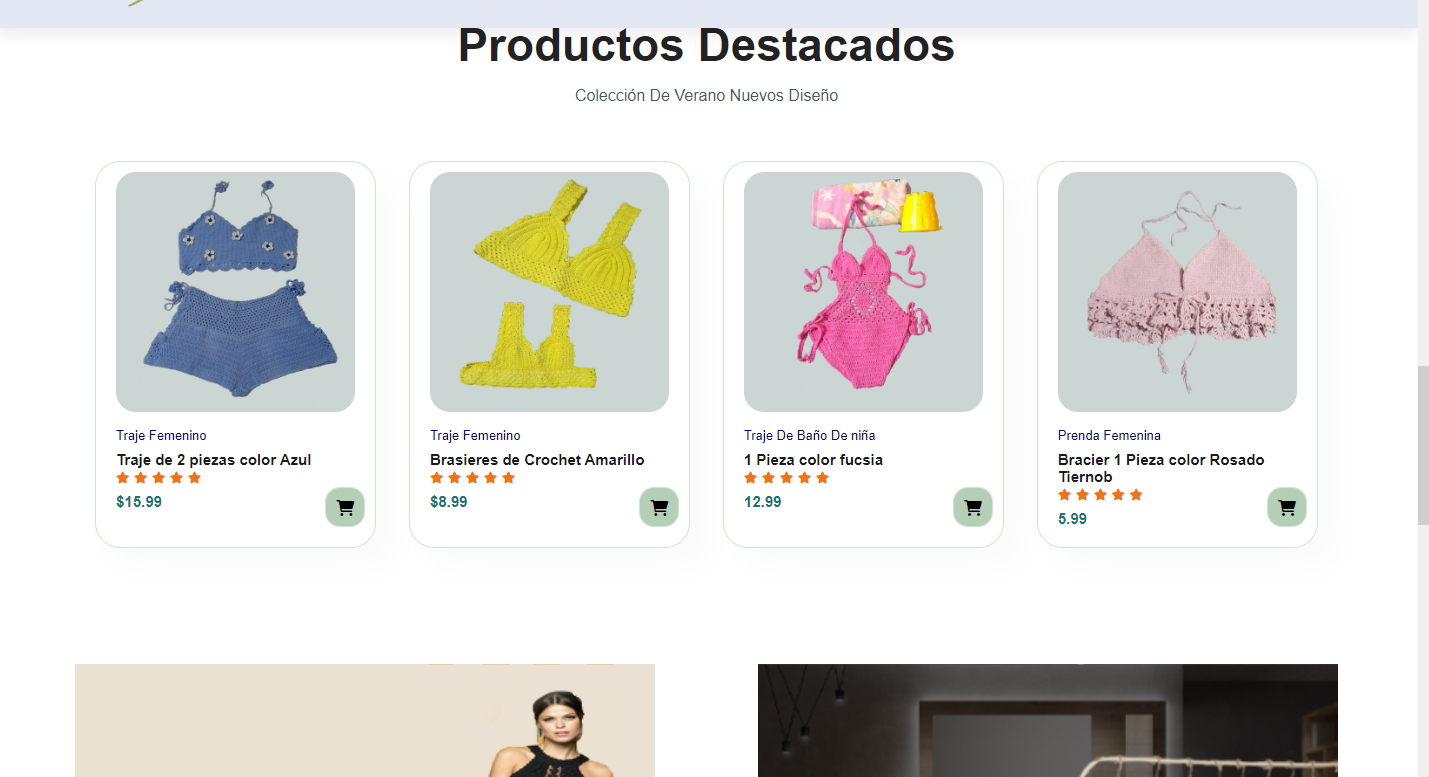 Productos Destacados
Colección De Verano Nuevos Diseño
Traje Femenino
Traje de 2 piezas color Azul
$15.99
Traje Femenino
Brasieres de Crochet Amarillo
$8.99
Traje De Baño De niña
1 Pieza color fucsia
12.99
Prenda Femenina
Bracier 1 Pieza color Rosado
Tiernob
5.99